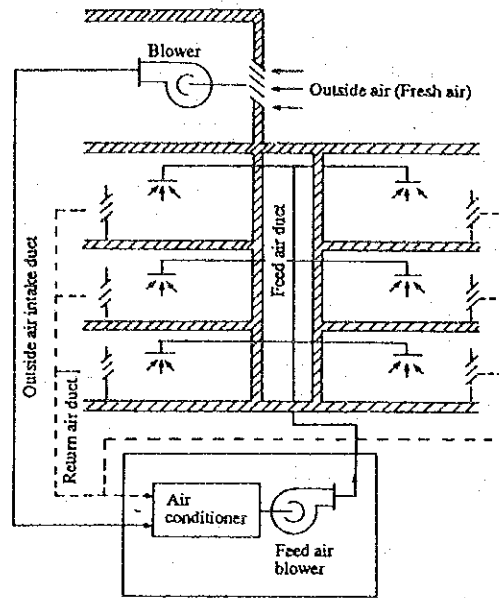 Blower
Outside air (Fresh air)
Feed air duct
Outside air intake duct
Return air duct
Air
conditioner
Feed air
blower